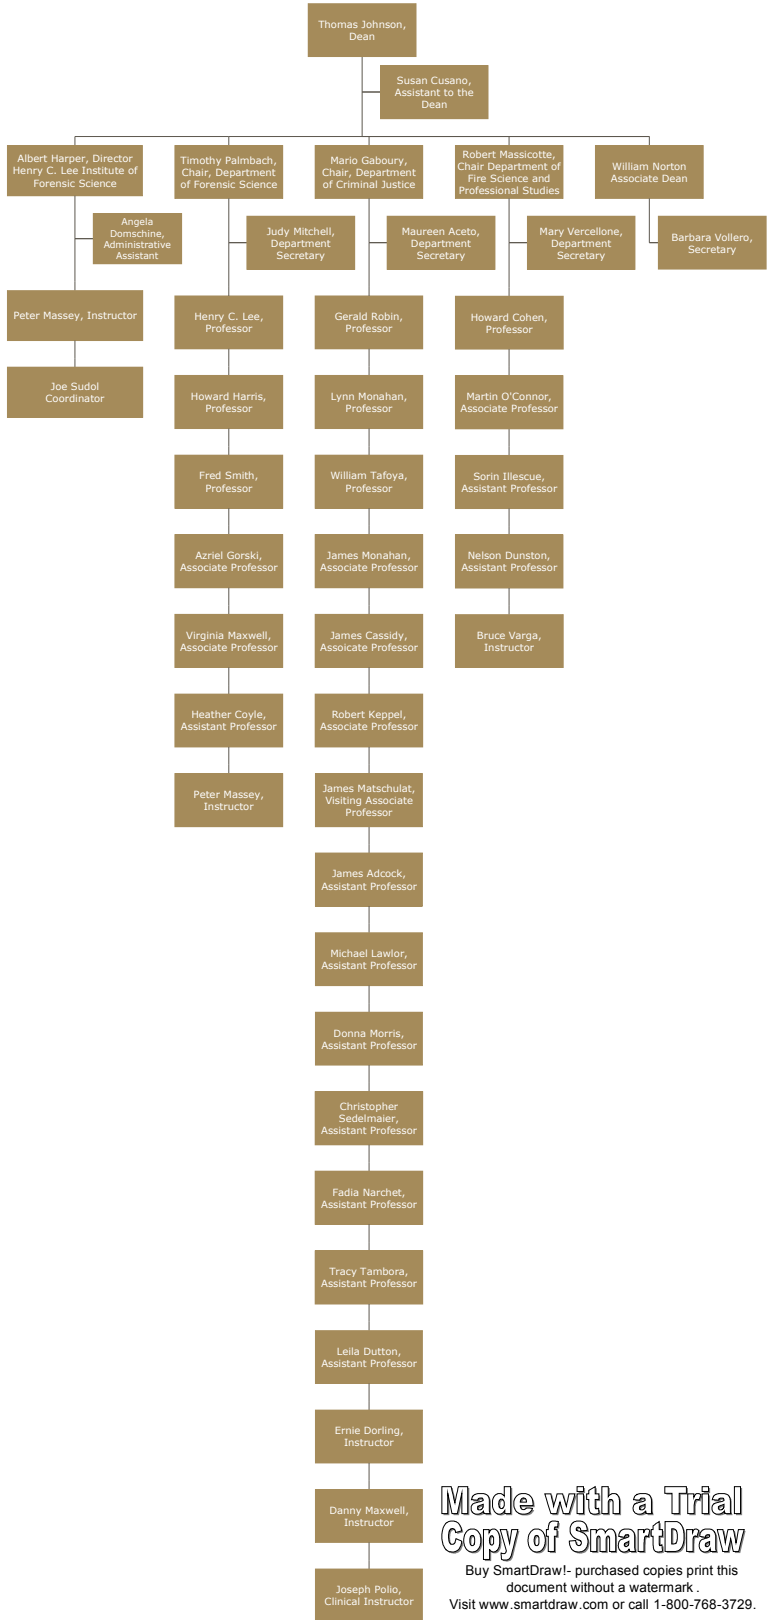 Thomas Johnson,
Dean
Susan Cusano,
Assistant to the
Dean
Albert Harper, Director
Henry C. Lee Institute of
Forensic Science
Angela
Domschine,
Administrative
Assistant
Peter Massey, Instructor
Joe Sudol
Coordinator
Timothy Palmbach,
Chair, Department
of Forensic Science
Judy Mitchell,
Department
Secretary
Henry C. Lee,
Professor
Howard Harris,
Professor
Fred Smith,
Professor
Azriel Gorski,
Associate Professor
Virginia Maxwell,
Associate Professor
Heather Coyle,
Assistant Professor
Peter Massey,
Instructor
Mario Gaboury,
Chair, Department
of Criminal Justice
Maureen Aceto,
Department
Secretary
Gerald Robin,
Professor
Lynn Monahan,
Professor
William Tafoya,
Professor
James Monahan,
Associate Professor
James Cassidy,
Assoicate Professor
Robert Keppel,
Associate Professor
James Matschulat,
Visiting Associate
Professor
James Adcock,
Assistant Professor
Michael Lawlor,
Assistant Professor
Donna Morris,
Assistant Professor
Christopher
Sedelmaier,
Assistant Professor
Fadia Narchet,
Assistant Professor
Tracy Tambora,
Assistant Professor
Leila Dutton,
Assistant Professor
Ernie Dorling,
Instructor
Danny Maxwell,
Instructor
Joseph Polio,
Clinical Instructor
Robert Massicotte,
Chair Department of
Fire Science and
Professional Studies
Mary Vercellone,
Department
Secretary
Howard Cohen,
Professor
Martin O'Connor,
Associate Professor
Sorin Illescue,
Assistant Professor
Nelson Dunston,
Assistant Professor
Bruce Varga,
Instructor
William Norton
Associate Dean
Barbara Vollero,
Secretary
Made with a Trial
Copy of SmartDraw
Buy SmartDraw!- purchased copies print this
document without a watermark .
Visit www.smartdraw.com or call 1-800-768-3729.